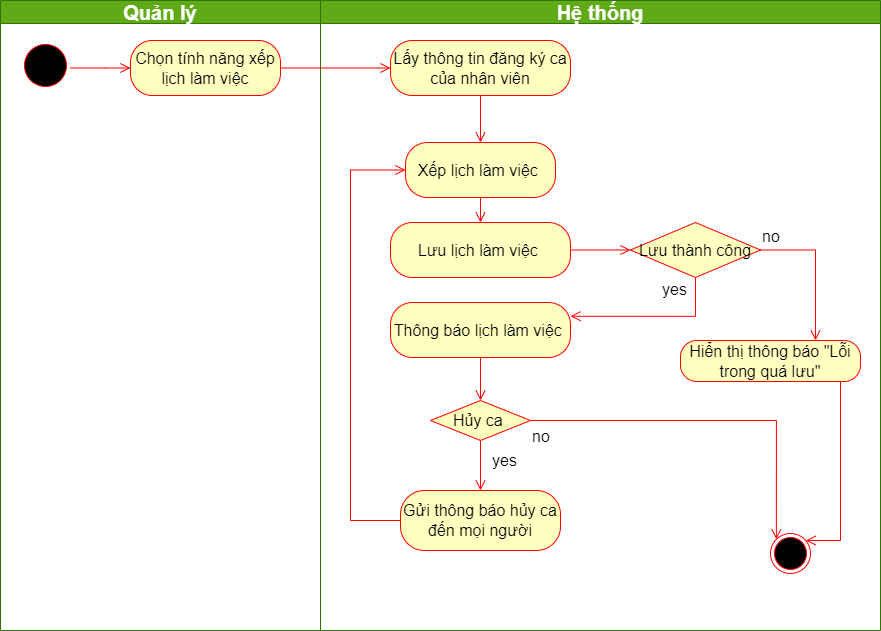 Quản lý
Hệ thống
Chọn tính năng xếp
lịch làm việc
Lấy thông tin đăng ký ca
của nhân viên
Xếp lịch làm việc
Lưu lịch làm việc
Lưu thành công
no
yes
Thông báo lịch làm việc
Hiển thị thông báo "Lỗi
trong quá lưu"
Hủy ca
no
yes
Gửi thông báo hủy ca
đến mọi người